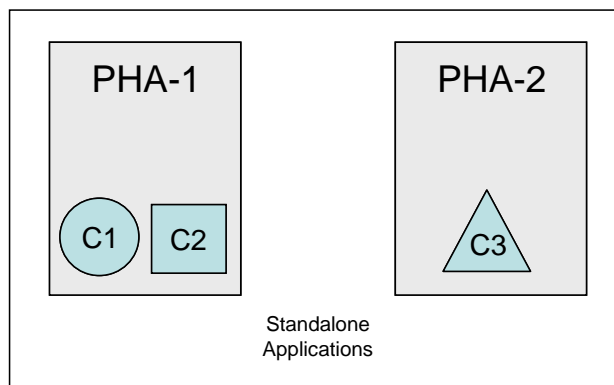 PHA-1
PHA-2
C1
C2
C3
Standalone
Applications